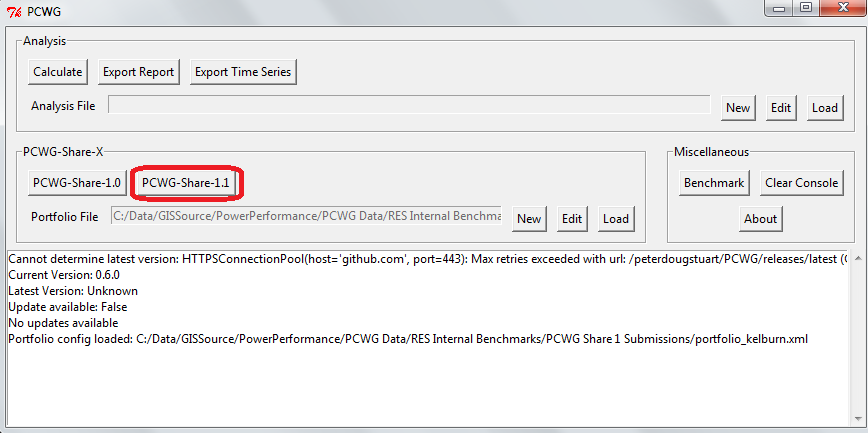 PCWG
Analysis
Calculate Export Report Export Time Series
Analysis File New Edit Load
PCWG-Share-X
PCWG-Share-1.0 PCWG-Share-1.1
Portfolio File C:/Data/GISSource/PowerPerformance/PCWG Data/RES Internal Benchma New Edit Load
Miscellaneous
Benchmark Clear Console
About
Cannot determine latest version: HTTPSConnectionPool(host='github.com', port=443): Max retries exceeded with url: /peterdougstuart/PCWG/releases/latest (
Current Version: 0.6.0
Latest Version: Unknown
Update available: False
No updates available
Portfolio config loaded: C:/Data/GISSource/PowerPerformance/PCWG Data/RES Internal Benchmarks/PCWG Share 1 Submissions/portfolio_kelburn.xml